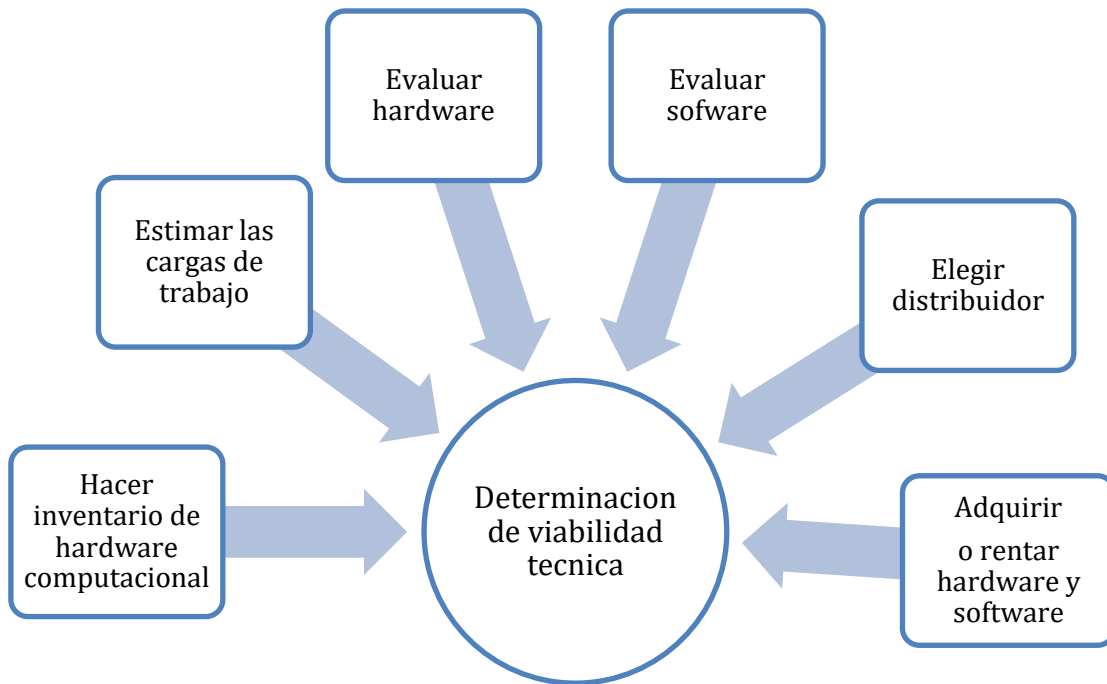 Evaluar
hardware
Evaluar
sofware
Estimar las
cargas de
trabajo
Elegir
distribuidor
Hacer
inventario de
hardware
computacional
Determinacion
de viabilidad
tecnica
Adquirir
o rentar
hardware y
software